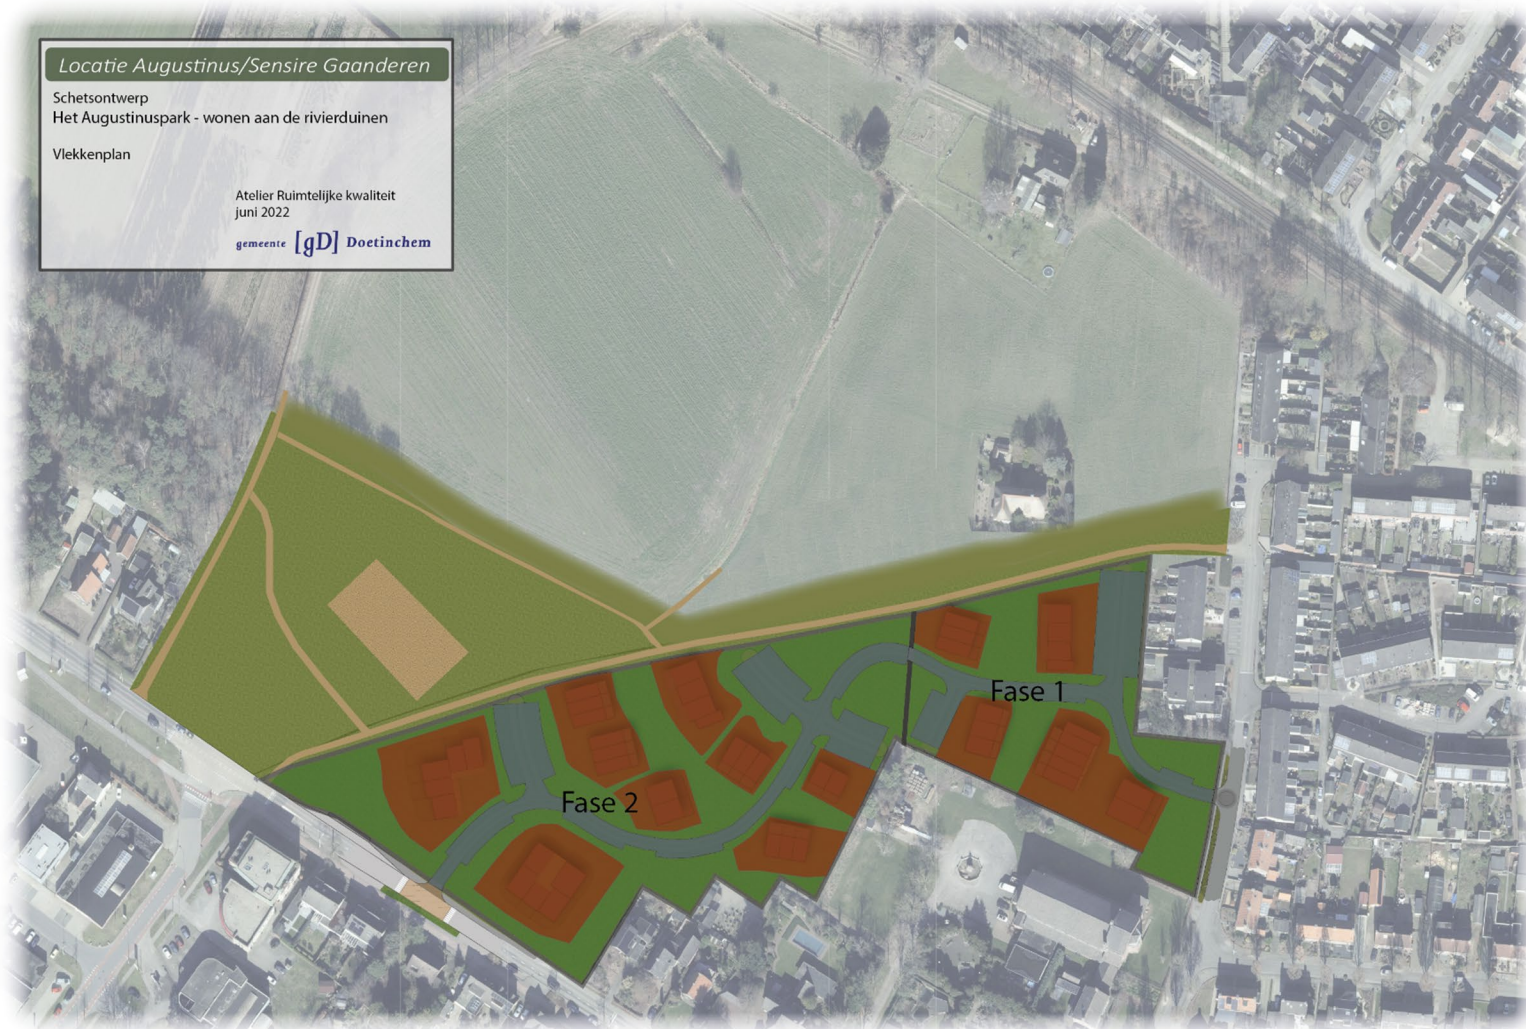 Locatie Augustinus/Sensire Gaanderen
Schetsontwerp
Het Augustinuspark - wonen aan de rivierduinen
Vlekkenplan
Atelier Ruimtelijke kwaliteit
juni 2022
gemeente [gD] Doetinchem
Fase 1
Fase 2